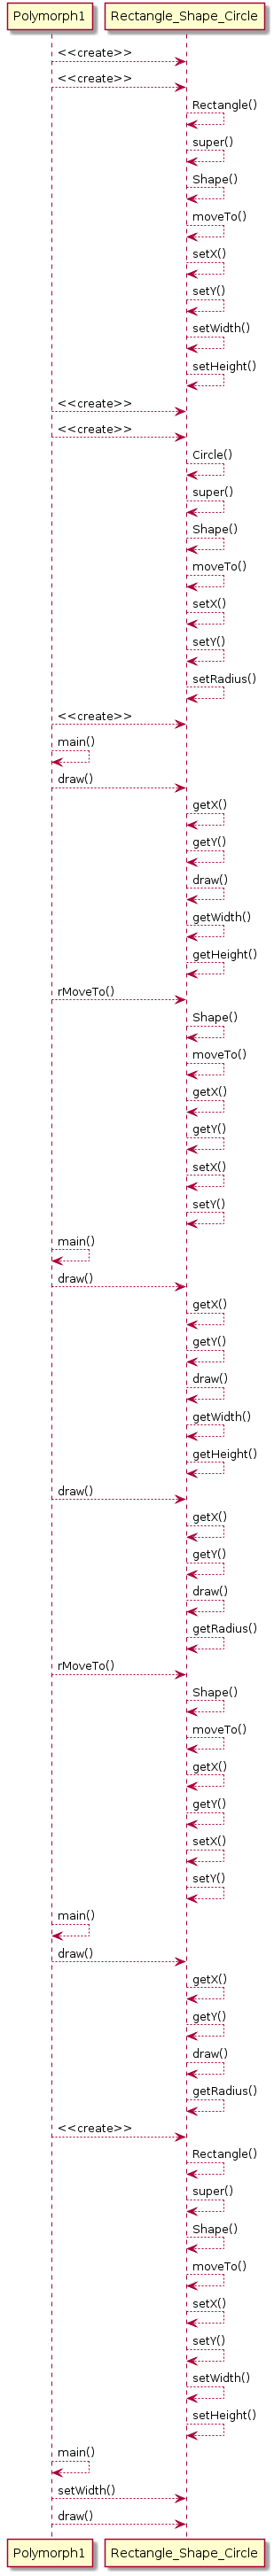 Polymorph1 Rectangle_Shape_Circle
<<create>>
<<create>>
Rectangle()
super()
Shape()
moveTo()
setX()
setY()
setWidth()
setHeight()
<<create>>
<<create>>
Circle()
super()
Shape()
moveTo()
setX()
setY()
setRadius()
<<create>>
main()
draw()
getX()
getY()
draw()
getWidth()
getHeight()
rMoveTo()
Shape()
moveTo()
getX()
getY()
setX()
setY()
main()
draw()
getX()
getY()
draw()
getWidth()
getHeight()
draw()
getX()
getY()
draw()
getRadius()
rMoveTo()
Shape()
moveTo()
getX()
getY()
setX()
setY()
main()
draw()
getX()
getY()
draw()
getRadius()
<<create>>
Rectangle()
super()
Shape()
moveTo()
setX()
setY()
setWidth()
setHeight()
main()
setWidth()
draw()
Polymorph1 Rectangle_Shape_Circle